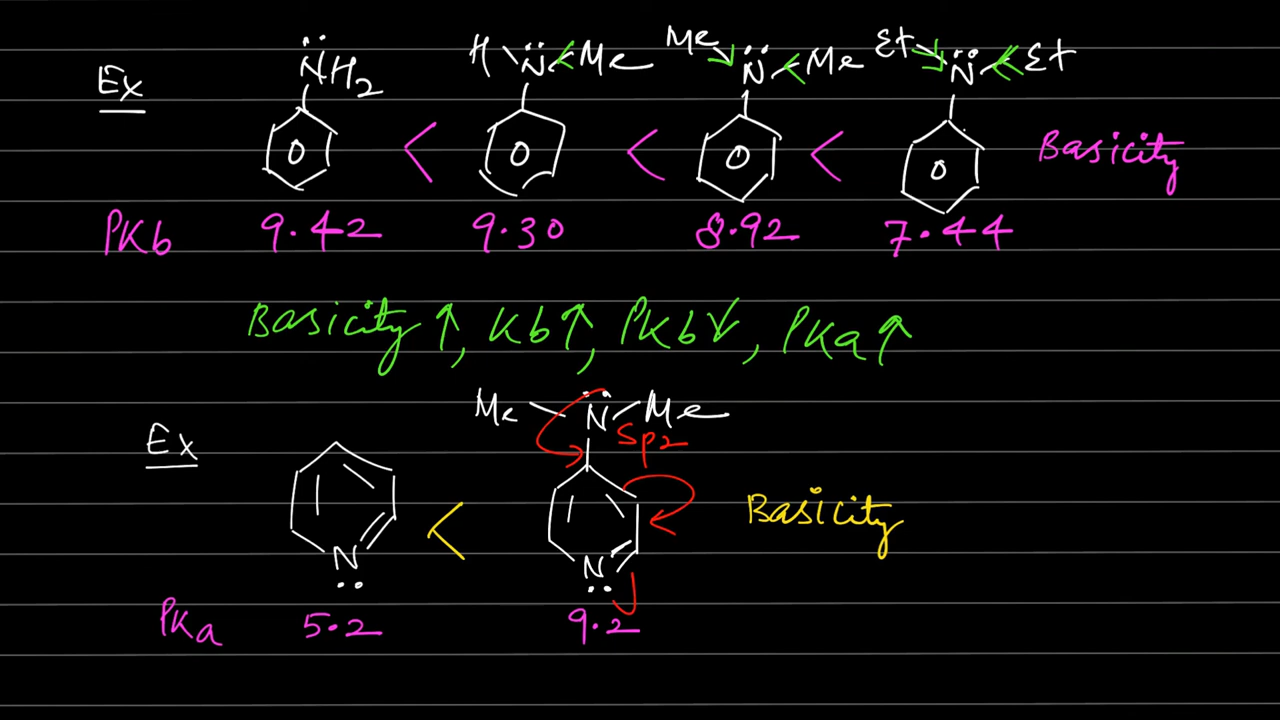 Ex N̈H2 H N̈ Me Me N̈ Me Et N̈ Et
< < < Basicity
PKb 9.42 9.30 8.92 7.44
Basicity ↑, Kb ↑, PKb ↓, PKa ↑
Ex Me N̈ Me
Sp2
< Basicity
N N
PKa 5.2 9.2